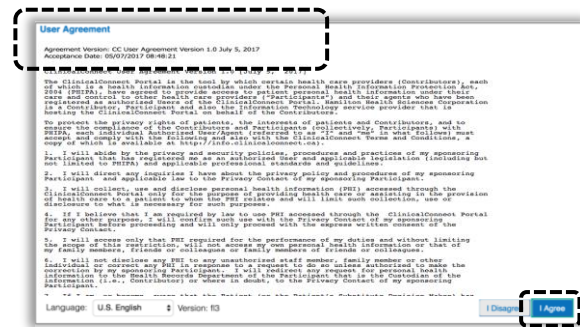 User Agreement
Agreement Version: CC User Agreement Version 1.0 July 5, 2017
Acceptance Date: 05/07/2017 08:48:21
ClinicalConnect User Agreement Version 1.0 [July 5, 2017]
The ClinicalConnect Portal is the tool by which certain health care providers (Contributors), each
of which is a health information custodian under the Personal Health Information Protection Act,
2004 (PHIPA), have agreed to provide access to patient personal health information under their
care and control to other health care providers ("Participants") and their agents who have been
registered as authorised Users of the ClinicalConnect Portal. Hamilton Health Sciences Corporation
is a Contributor, Participant and also the Information Technology service provider that is
hosting the ClinicalConnect Portal on behalf of the Contributors.
To protect the privacy rights of patients, the interests of patients and Contributors, and to
ensure the compliance of the Contributors and Participants (collectively, Participants) with
PHIPA, each individual Authorized User/Agent (referred to as "I" and "me" in what follows) must
accept and comply with the following and also with the ClinicalConnect Terms and Conditions, a
copy of which is available at http://info.clinicalconnect.ca).
1. I will abide by the privacy and security policies, procedures and practices of my sponsoring
Participant that has registered me as an authorized User and applicable legislation (including but
not limited to PHIPA) and applicable professional standards and guidelines.
2. I will direct any inquiries I have about the privacy policy and procedures of my sponsoring
Participant and applicable law to the Privacy Contact of my sponsoring Participant.
3. I will collect, use and disclose personal health information (PHI) accessed through the
ClinicalConnect Portal only for the purpose of providing health care or assisting in the provision
of health care to a patient to whom the PHI relates and will limit such collection, use or
disclosure to what is necessary for such purposes.
4. If I believe that I am required by law to use PHI accessed through the ClinicalConnect Portal
for any other purpose, I will confirm such use with the Privacy Contact of my sponsoring
Participant before proceeding and will only proceed with the express written consent of the
Privacy Contact.
5. I will access only that PHI required for the performance of my duties and without limiting
the scope of this restriction, will not access my own personal health information or that of
my family members, friends or colleagues or family members of friends or colleagues.
6. I will not disclose any PHI to any unauthorized staff member, family member or other
individual or correct any PHI in response to a request to do so unless authorized to make the
correction by my sponsoring Participant. I will redirect any request for personal health
information to the Health Records Department of the Participant that is the Custodian of the
information (i.e., Contributor) or where in doubt, to the Privacy Contact of my sponsoring
Participant.
Language: U.S. English Version: fl3 I Disagree I Agree